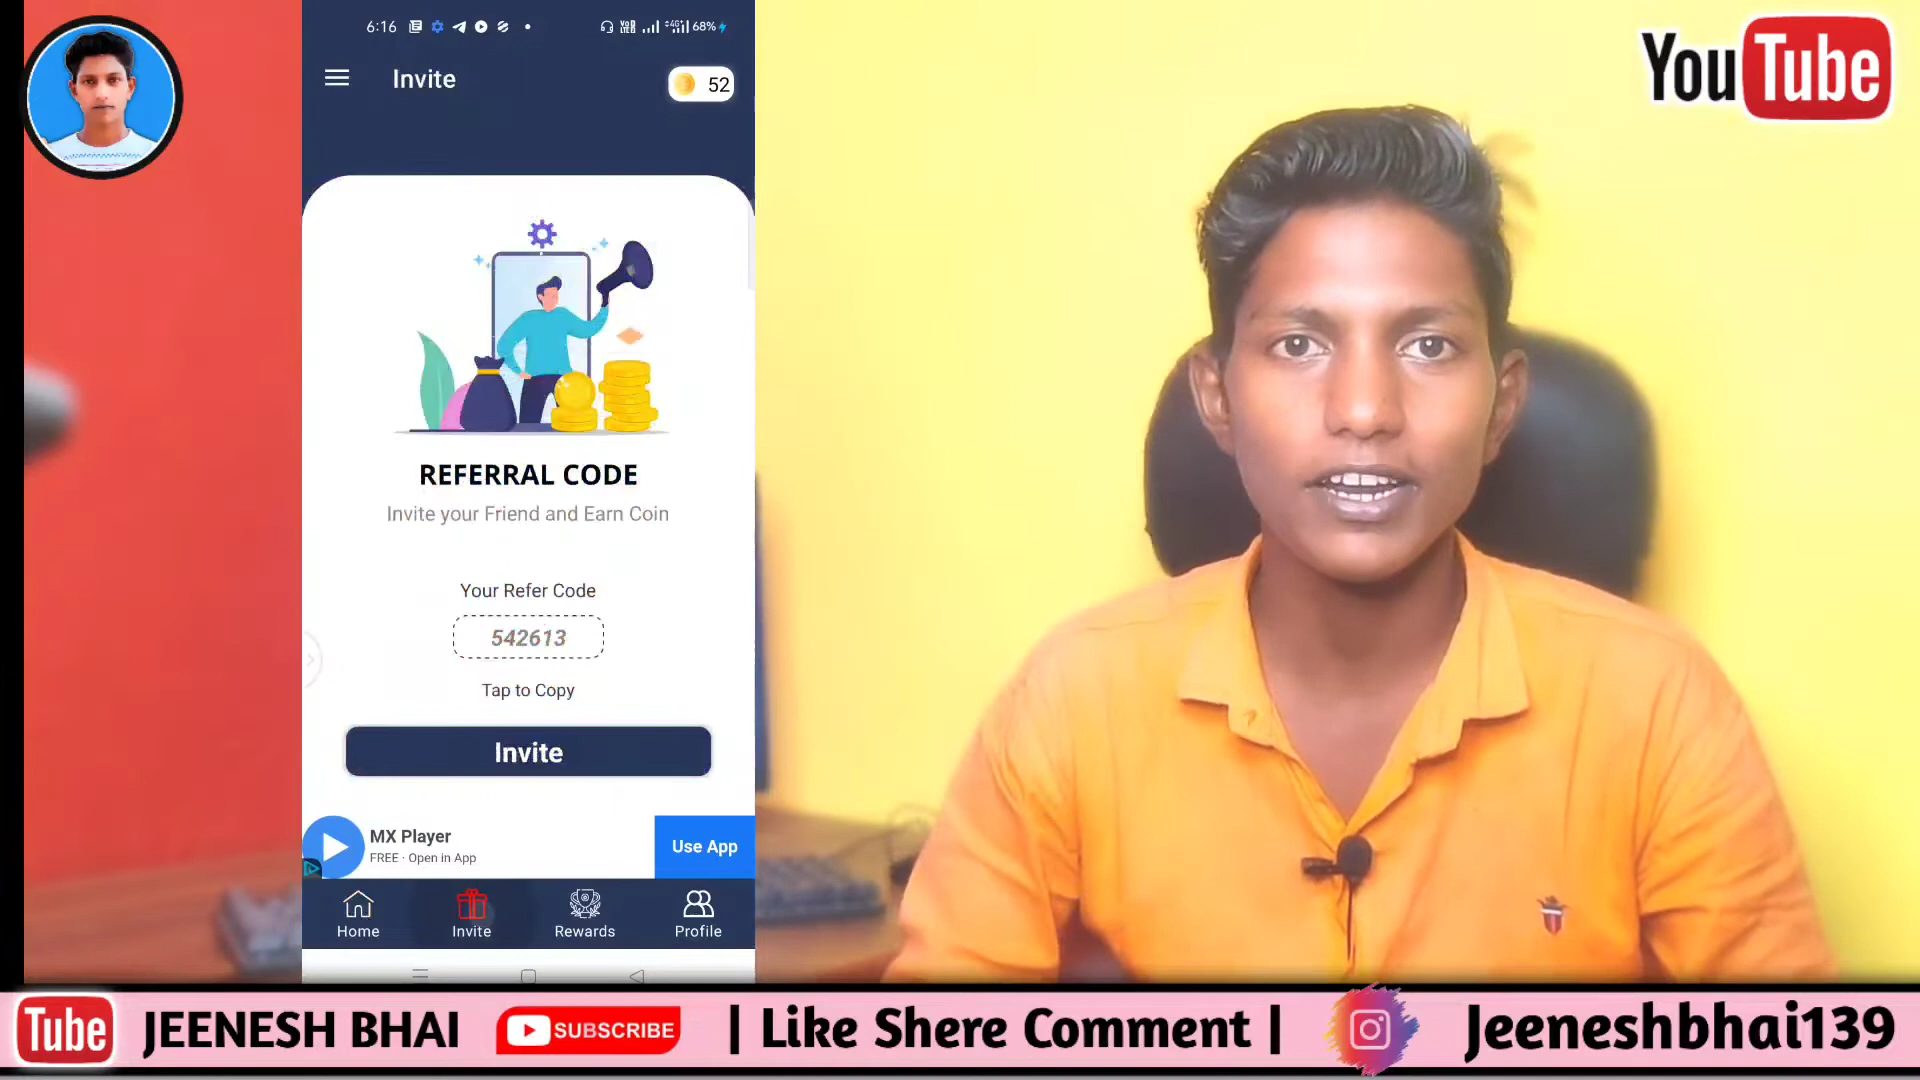 6:16
68%
Invite
52
YouTube
REFERRAL CODE
Invite your Friend and Earn Coin
Your Refer Code
542613
Tap to Copy
Invite
MX Player
FREE · Open in App
Use App
Home
Invite
Rewards
Profile
Tube JEENESH BHAI SUBSCRIBE | Like Shere Comment | Jeeneshbhai139